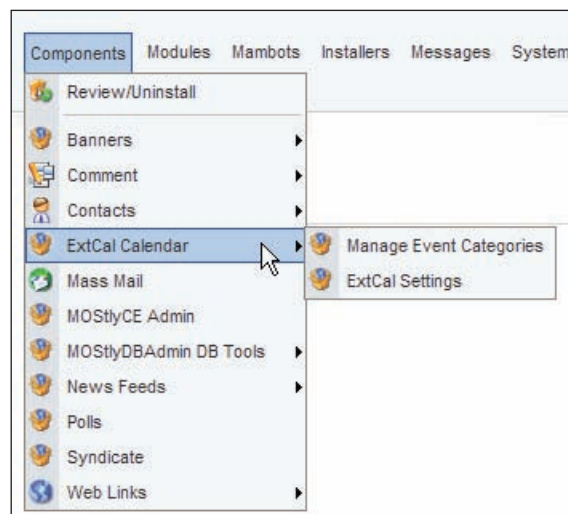 Components Modules Mambots Installers Messages System
Review/Uninstall
Banners
Comment
Contacts
ExtCal Calendar
Manage Event Categories
Mass Mail
ExtCal Settings
MOStlyCE Admin
MOStlyDBAdmin DB Tools
News Feeds
Polls
Syndicate
Web Links